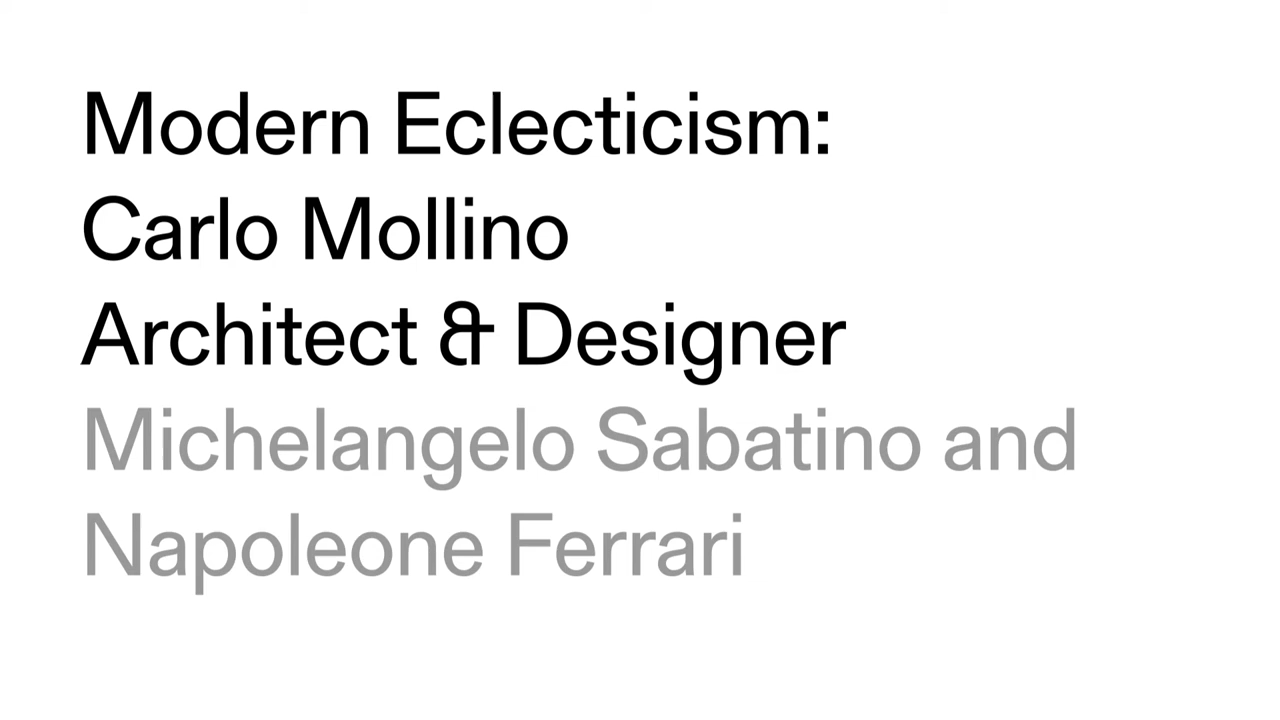 Modern Eclecticism:
Carlo Mollino
Architect & Designer
Michelangelo Sabatino and
Napoleone Ferrari